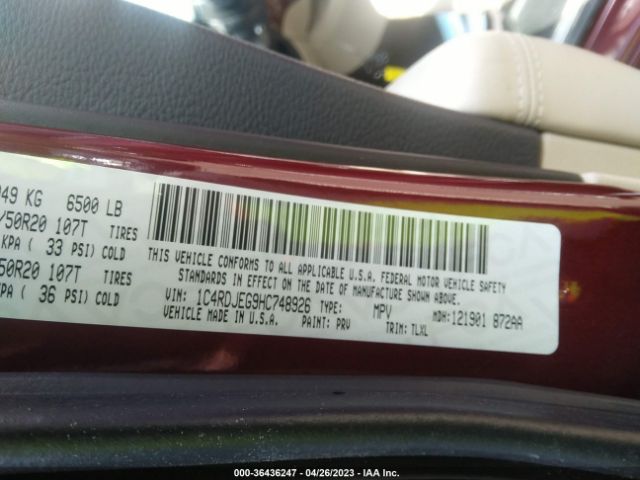 049 KG 6500 LB
/50R20 107T TIRES
KPA ( 33 PSI) COLD
50R20 107T TIRES
KPA ( 36 PSI) COLD
THIS VEHICLE CONFORMS TO ALL APPLICABLE U.S.A. FEDERAL MOTOR VEHICLE SAFETY
STANDARDS IN EFFECT ON THE DATE OF MANUFACTURE SHOWN ABOVE.
VIN: 1C4RDJEG9HC748926 TYPE: MPV MDH:121901 872AA
VEHICLE MADE IN U.S.A. PAINT: PRV TRIM: TLXL
000-36436247 - 04/26/2023 - IAA Inc.